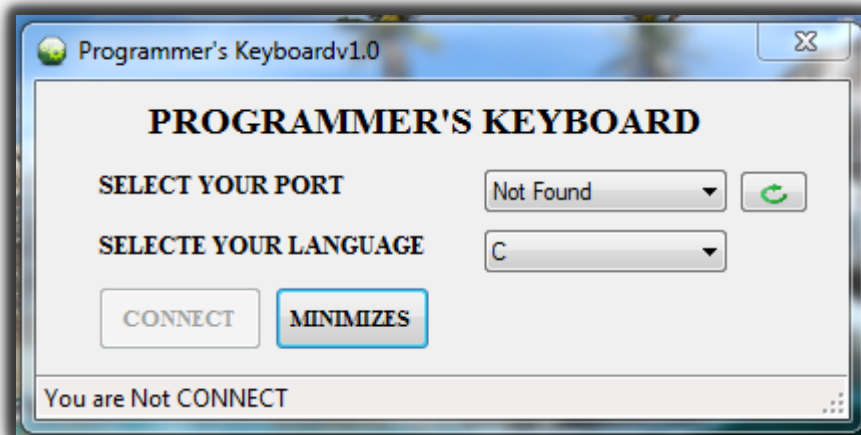 Programmer's Keyboardv1.0
PROGRAMMER'S KEYBOARD
SELECT YOUR PORT Not Found
SELECTE YOUR LANGUAGE C
CONNECT MINIMIZES
You are Not CONNECT